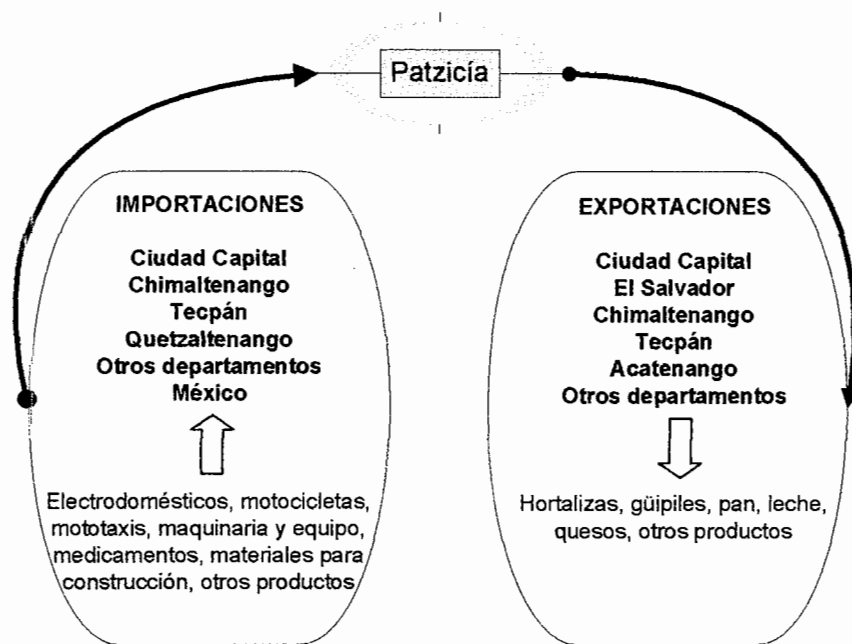 Patzicía
IMPORTACIONES
Ciudad Capital
Chimaltenango
Tecpán
Quetzaltenango
Otros departamentos
México
Electrodomésticos, motocicletas,
mototaxis, maquinaria y equipo,
medicamentos, materiales para
construcción, otros productos
EXPORTACIONES
Ciudad Capital
El Salvador
Chimaltenango
Tecpán
Acatenango
Otros departamentos
Hortalizas, güipiles, pan, leche,
quesos, otros productos